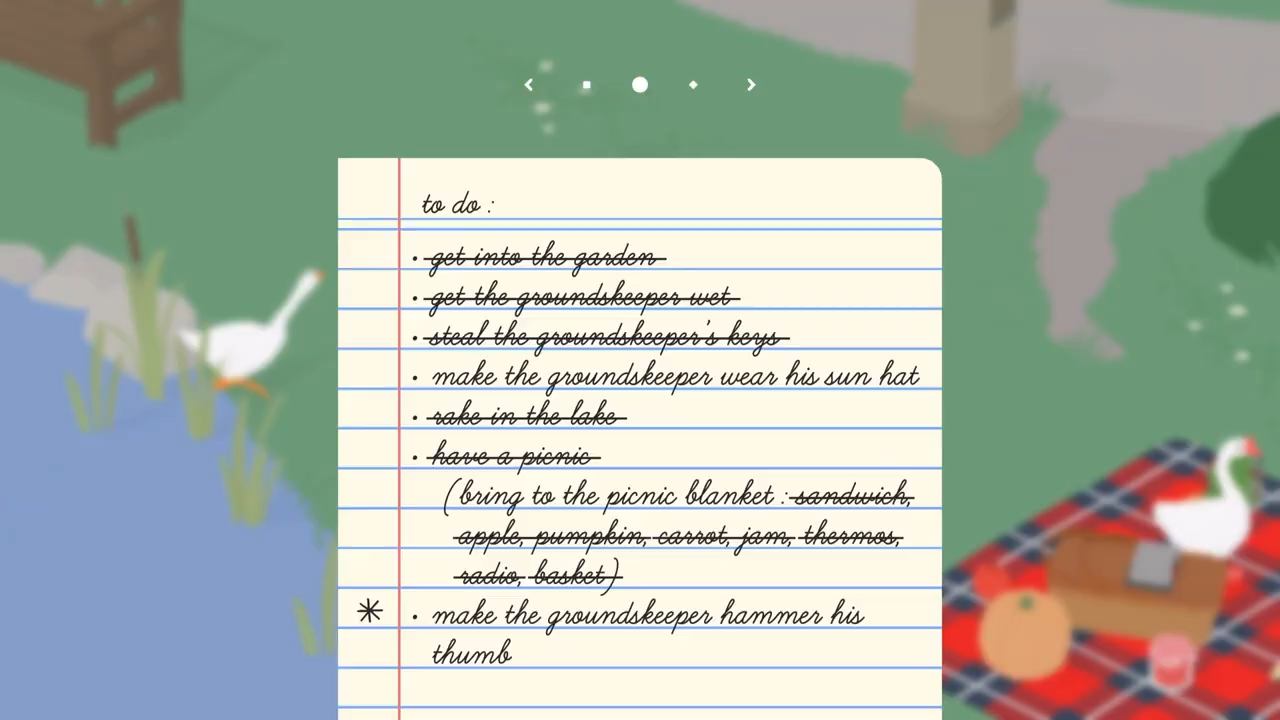 to do :
• get into the garden
• get the groundskeeper wet
• steal the groundskeeper's keys
• make the groundskeeper wear his sun hat
• rake in the lake
• have a picnic
(bring to the picnic blanket : sandwich,
apple, pumpkin, carrot, jam, thermos,
radio, basket)
• make the groundskeeper hammer his
thumb